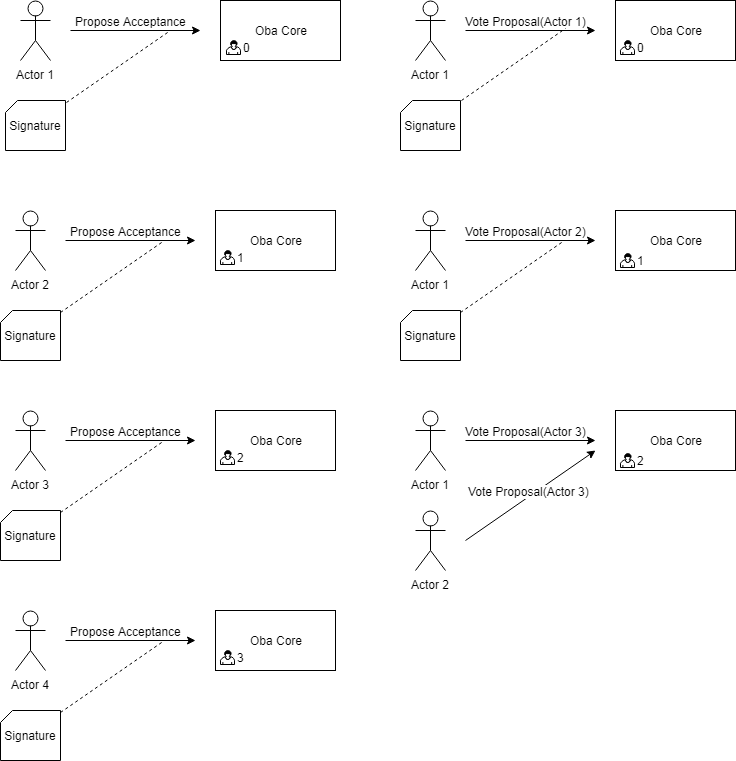 Propose Acceptance
Oba Core
0
Actor 1
Signature
Vote Proposal(Actor 1)
Oba Core
0
Actor 1
Signature
Propose Acceptance
Oba Core
1
Actor 2
Signature
Vote Proposal(Actor 2)
Oba Core
1
Actor 1
Signature
Propose Acceptance
Oba Core
2
Actor 3
Signature
Vote Proposal(Actor 3)
Oba Core
2
Actor 1
Vote Proposal(Actor 3)
Actor 2
Propose Acceptance
Oba Core
3
Actor 4
Signature